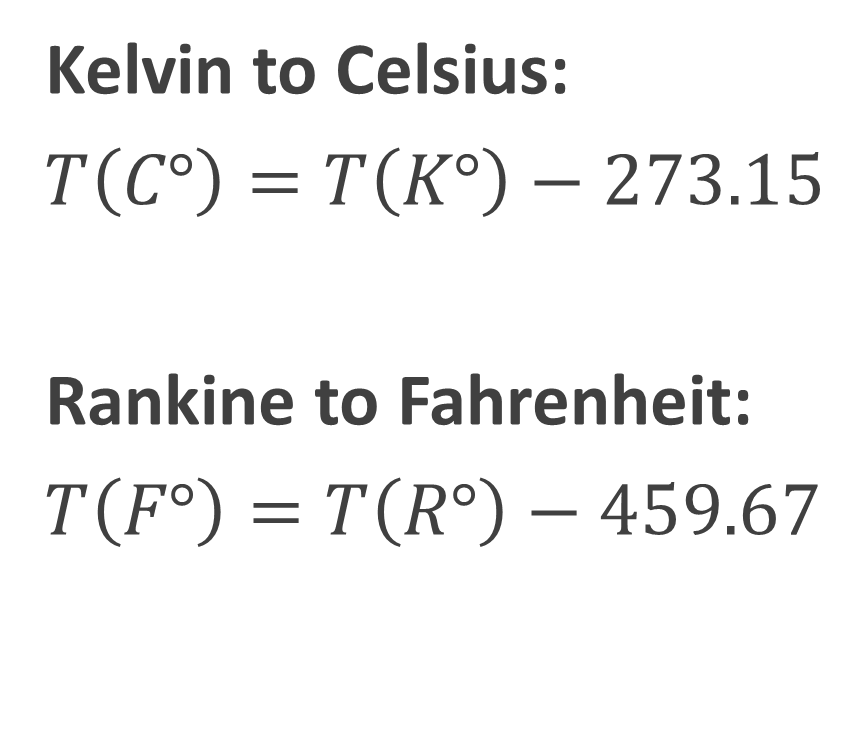 Kelvin to Celsius:
T(C°) = T(K°) − 273.15
Rankine to Fahrenheit:
T(F°) = T(R°) − 459.67